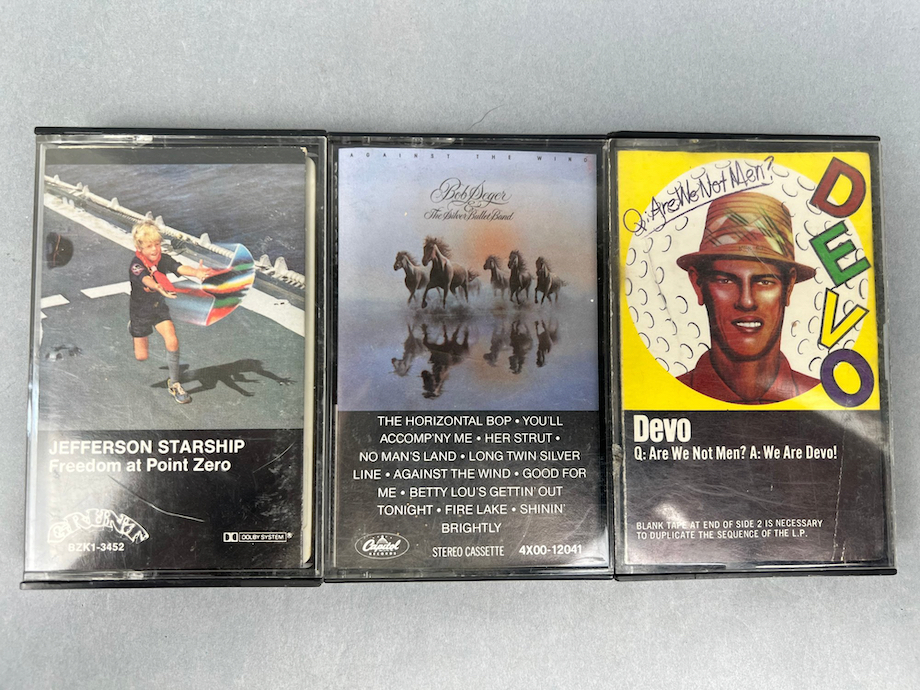 JEFFERSON STARSHIP
Freedom at Point Zero
GRUNT
BZK1-3452
DOLBY SYSTEM®
AGAINST THE WIND
Bob Seger
&
The Silver Bullet Band
THE HORIZONTAL BOP • YOU'LL
ACCOMP'NY ME • HER STRUT •
NO MAN'S LAND • LONG TWIN SILVER
LINE • AGAINST THE WIND • GOOD FOR
ME • BETTY LOU'S GETTIN' OUT
TONIGHT • FIRE LAKE • SHININ'
BRIGHTLY
Capitol
RECORDS
STEREO CASSETTE
4X00-12041
Q: Are We Not Men?
DEVO
Devo
Q: Are We Not Men? A: We Are Devo!
BLANK TAPE AT END OF SIDE 2 IS NECESSARY
TO DUPLICATE THE SEQUENCE OF THE L.P.